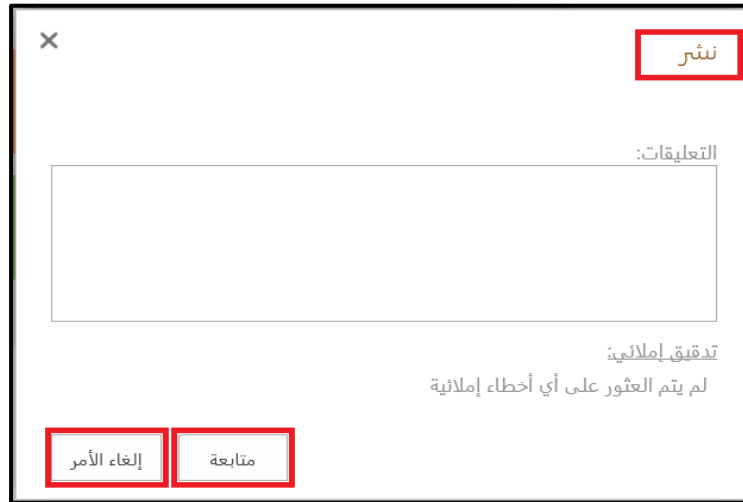 نشر
التعليقات:
تدقيق إملائي:
لم يتم العثور على أي أخطاء إملائية
متابعة
إلغاء الأمر